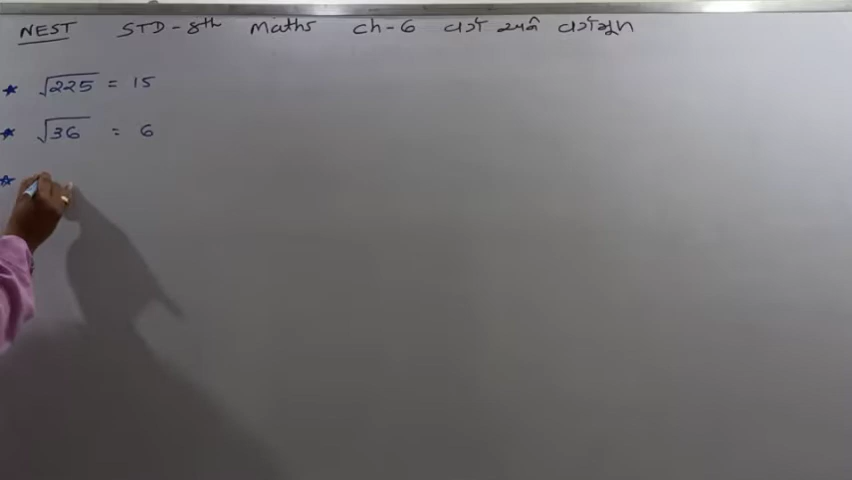 NEST STD-8th Maths Ch-6 વર્ગ અને વર્ગમૂળ
* √225 = 15
* √36 = 6
*